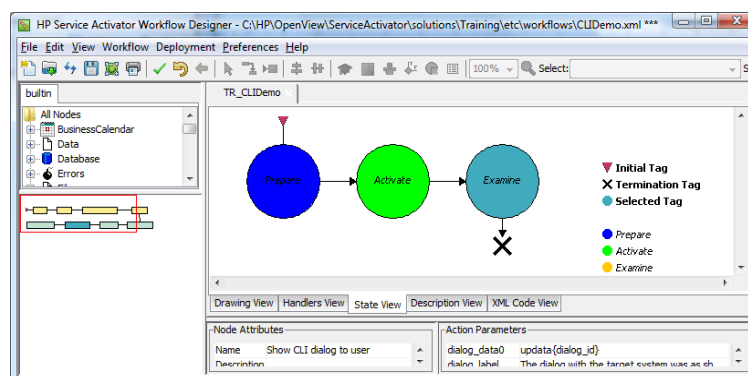 HP Service Activator Workflow Designer - C:\HP\OpenView\ServiceActivator\solutions\Training\etc\workflows\CLIDemo.xml ***
File Edit View Workflow Deployment Preferences Help
100% Select:
builtin
TR_CLIDemo
All Nodes
BusinessCalendar
Data
Database
Errors
Prepare
Activate
Examine
Initial Tag
Termination Tag
Selected Tag
Prepare
Activate
Examine
Drawing View Handlers View State View Description View XML Code View
Node Attributes
Name Show CLI dialog to user
Description
Action Parameters
dialog_data0 updata{dialog_id}
dialog_label The dialog with the target system was as sh